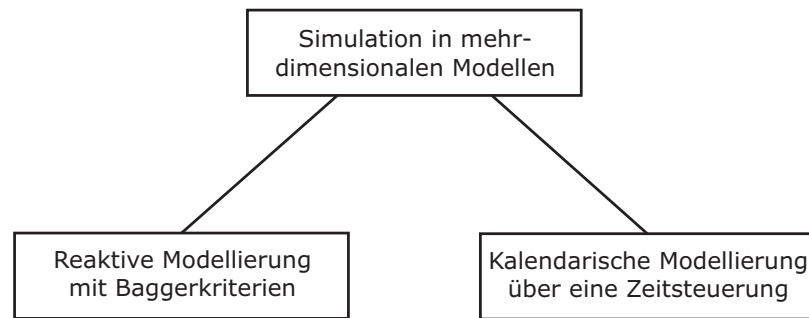 Simulation in mehr-
dimensionalen Modellen
Reaktive Modellierung
mit Baggerkriterien
Kalendarische Modellierung
über eine Zeitsteuerung